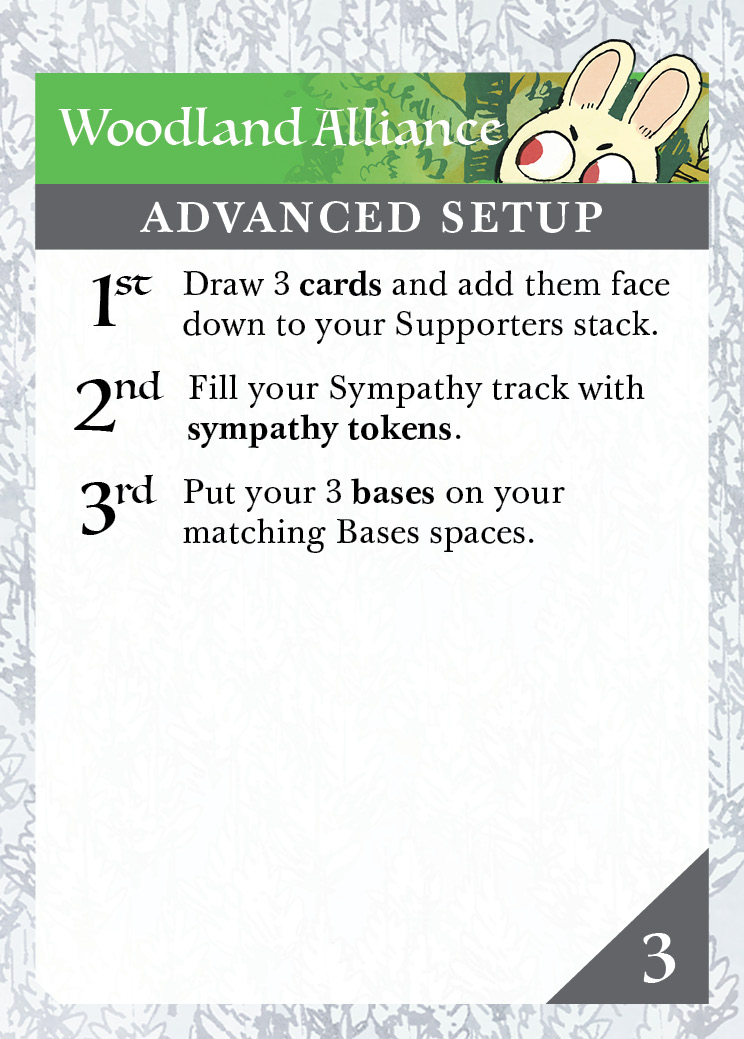 Woodland Alliance
ADVANCED SETUP
1st Draw 3 cards and add them face
down to your Supporters stack.
2nd Fill your Sympathy track with
sympathy tokens.
3rd Put your 3 bases on your
matching Bases spaces.
3